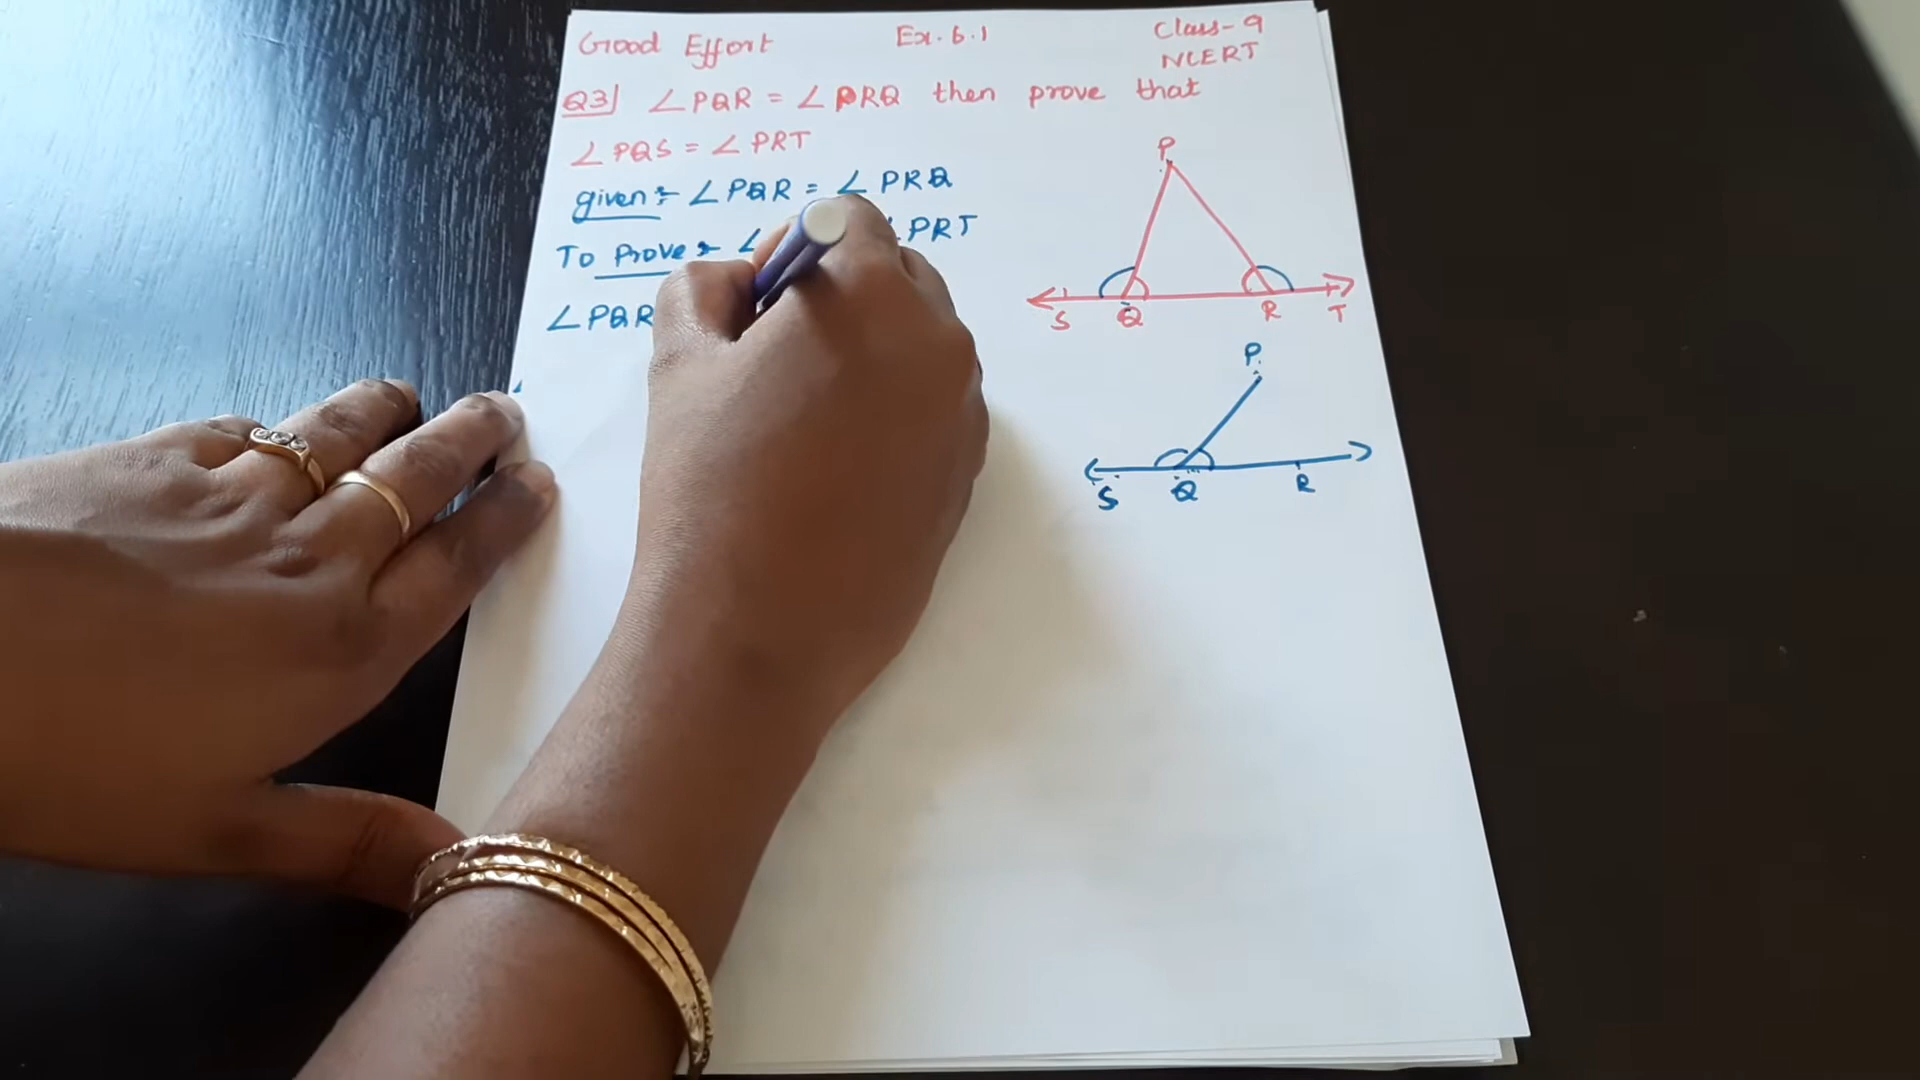 Good Effort Ex. 6.1 Class-9
NCERT
Q3) ∠PQR = ∠PRQ then prove that
∠PQS = ∠PRT
given :- ∠PQR = ∠PRQ
To Prove :- ∠ ∠PRT
∠PQR
P
S Q R T
P
S Q R